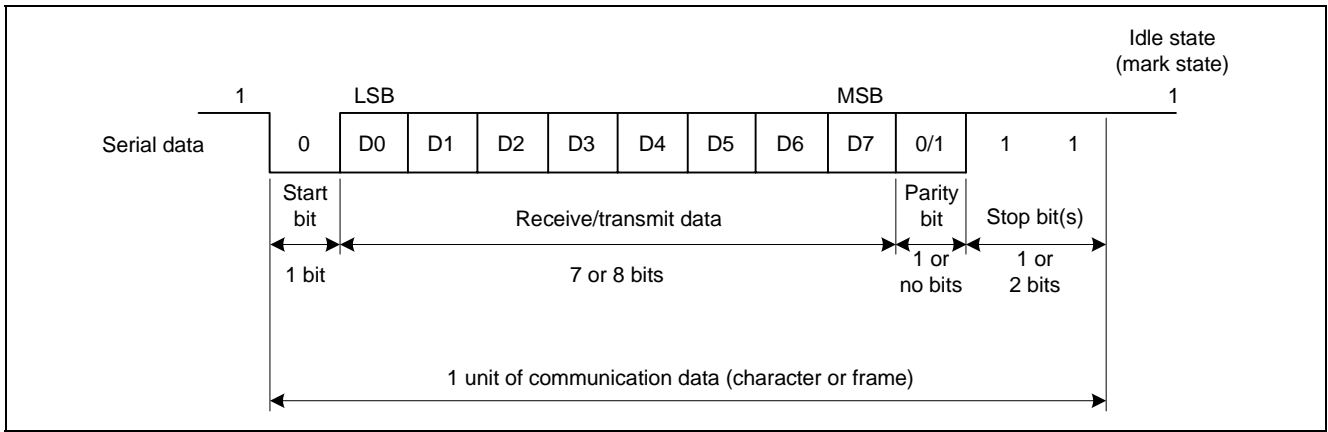 Idle state
(mark state)
1 LSB MSB 1
Serial data 0 D0 D1 D2 D3 D4 D5 D6 D7 0/1 1 1
Start bit
Receive/transmit data
Parity bit
Stop bit(s)
1 bit
7 or 8 bits
1 or
no bits
1 or
2 bits
1 unit of communication data (character or frame)